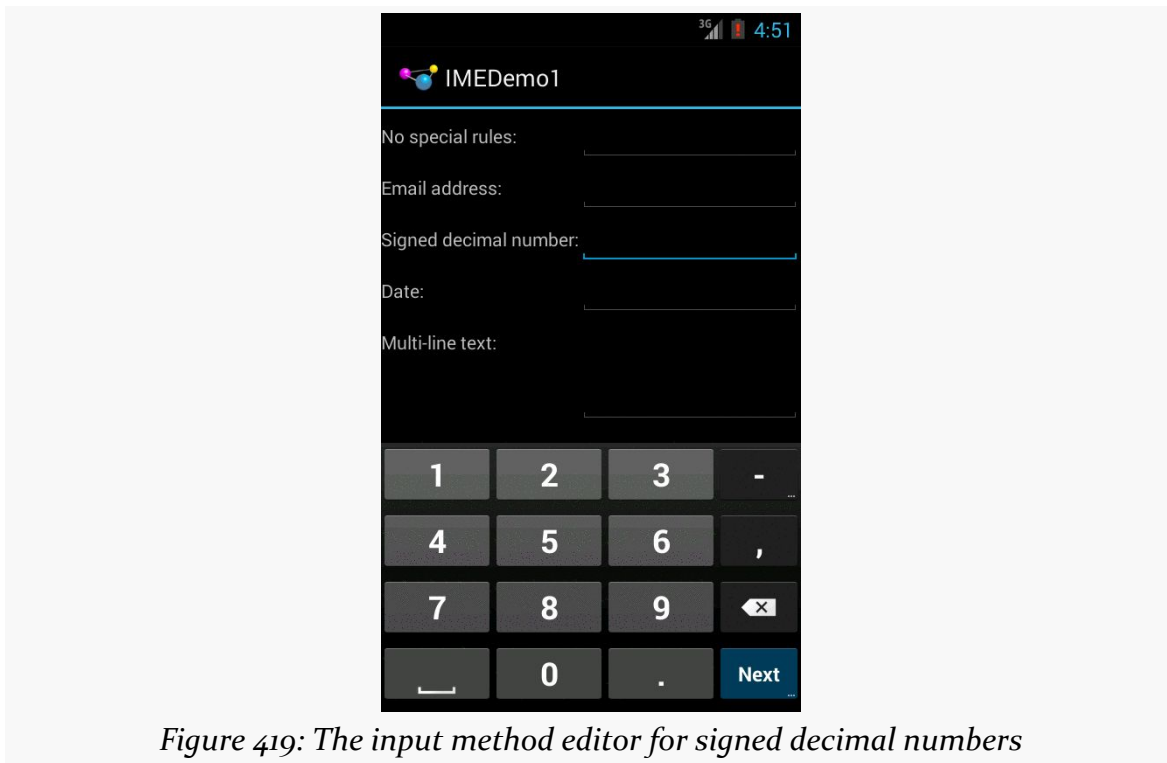 3G 4:51
IMEDemo1
No special rules:
Email address:
Signed decimal number:
Date:
Multi-line text:
1 2 3 -
4 5 6 ,
7 8 9
0 . Next
Figure 419: The input method editor for signed decimal numbers